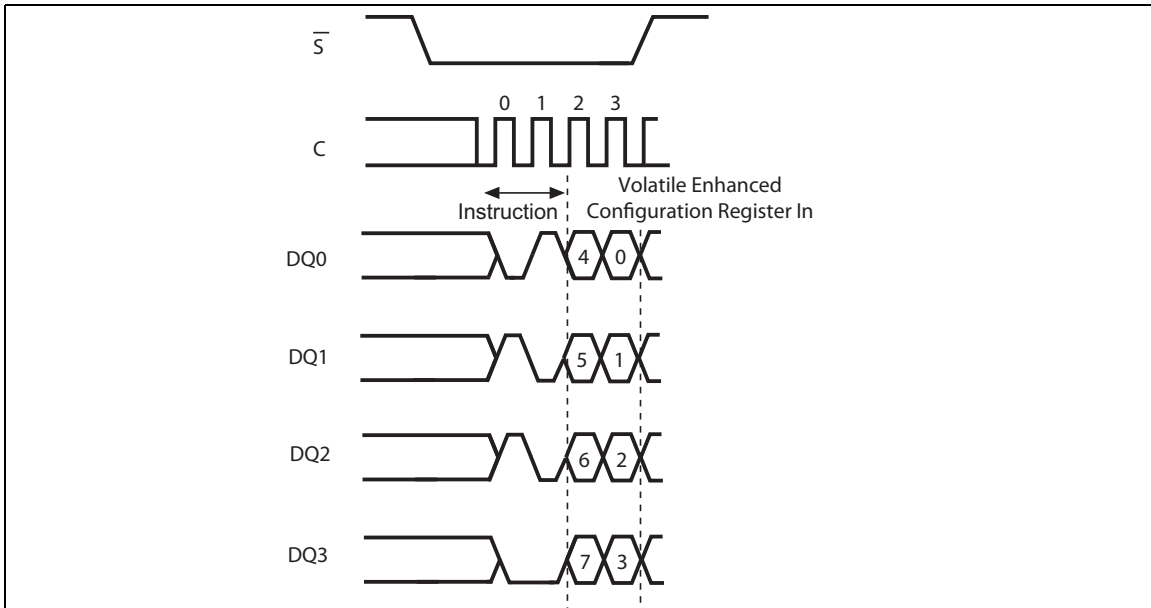 S
0 1 2 3
C
Volatile Enhanced
Instruction Configuration Register In
DQ0 4 0
DQ1 5 1
DQ2 6 2
DQ3 7 3